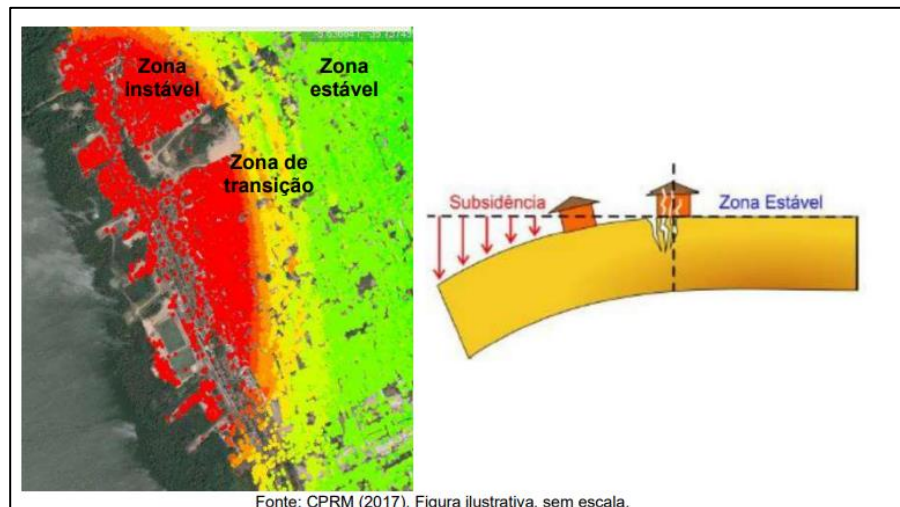 Zona
instável
Zona
estável
Zona de
transição
Subsidência
Zona Estável
Fonte: CPRM (2017). Figura ilustrativa, sem escala.